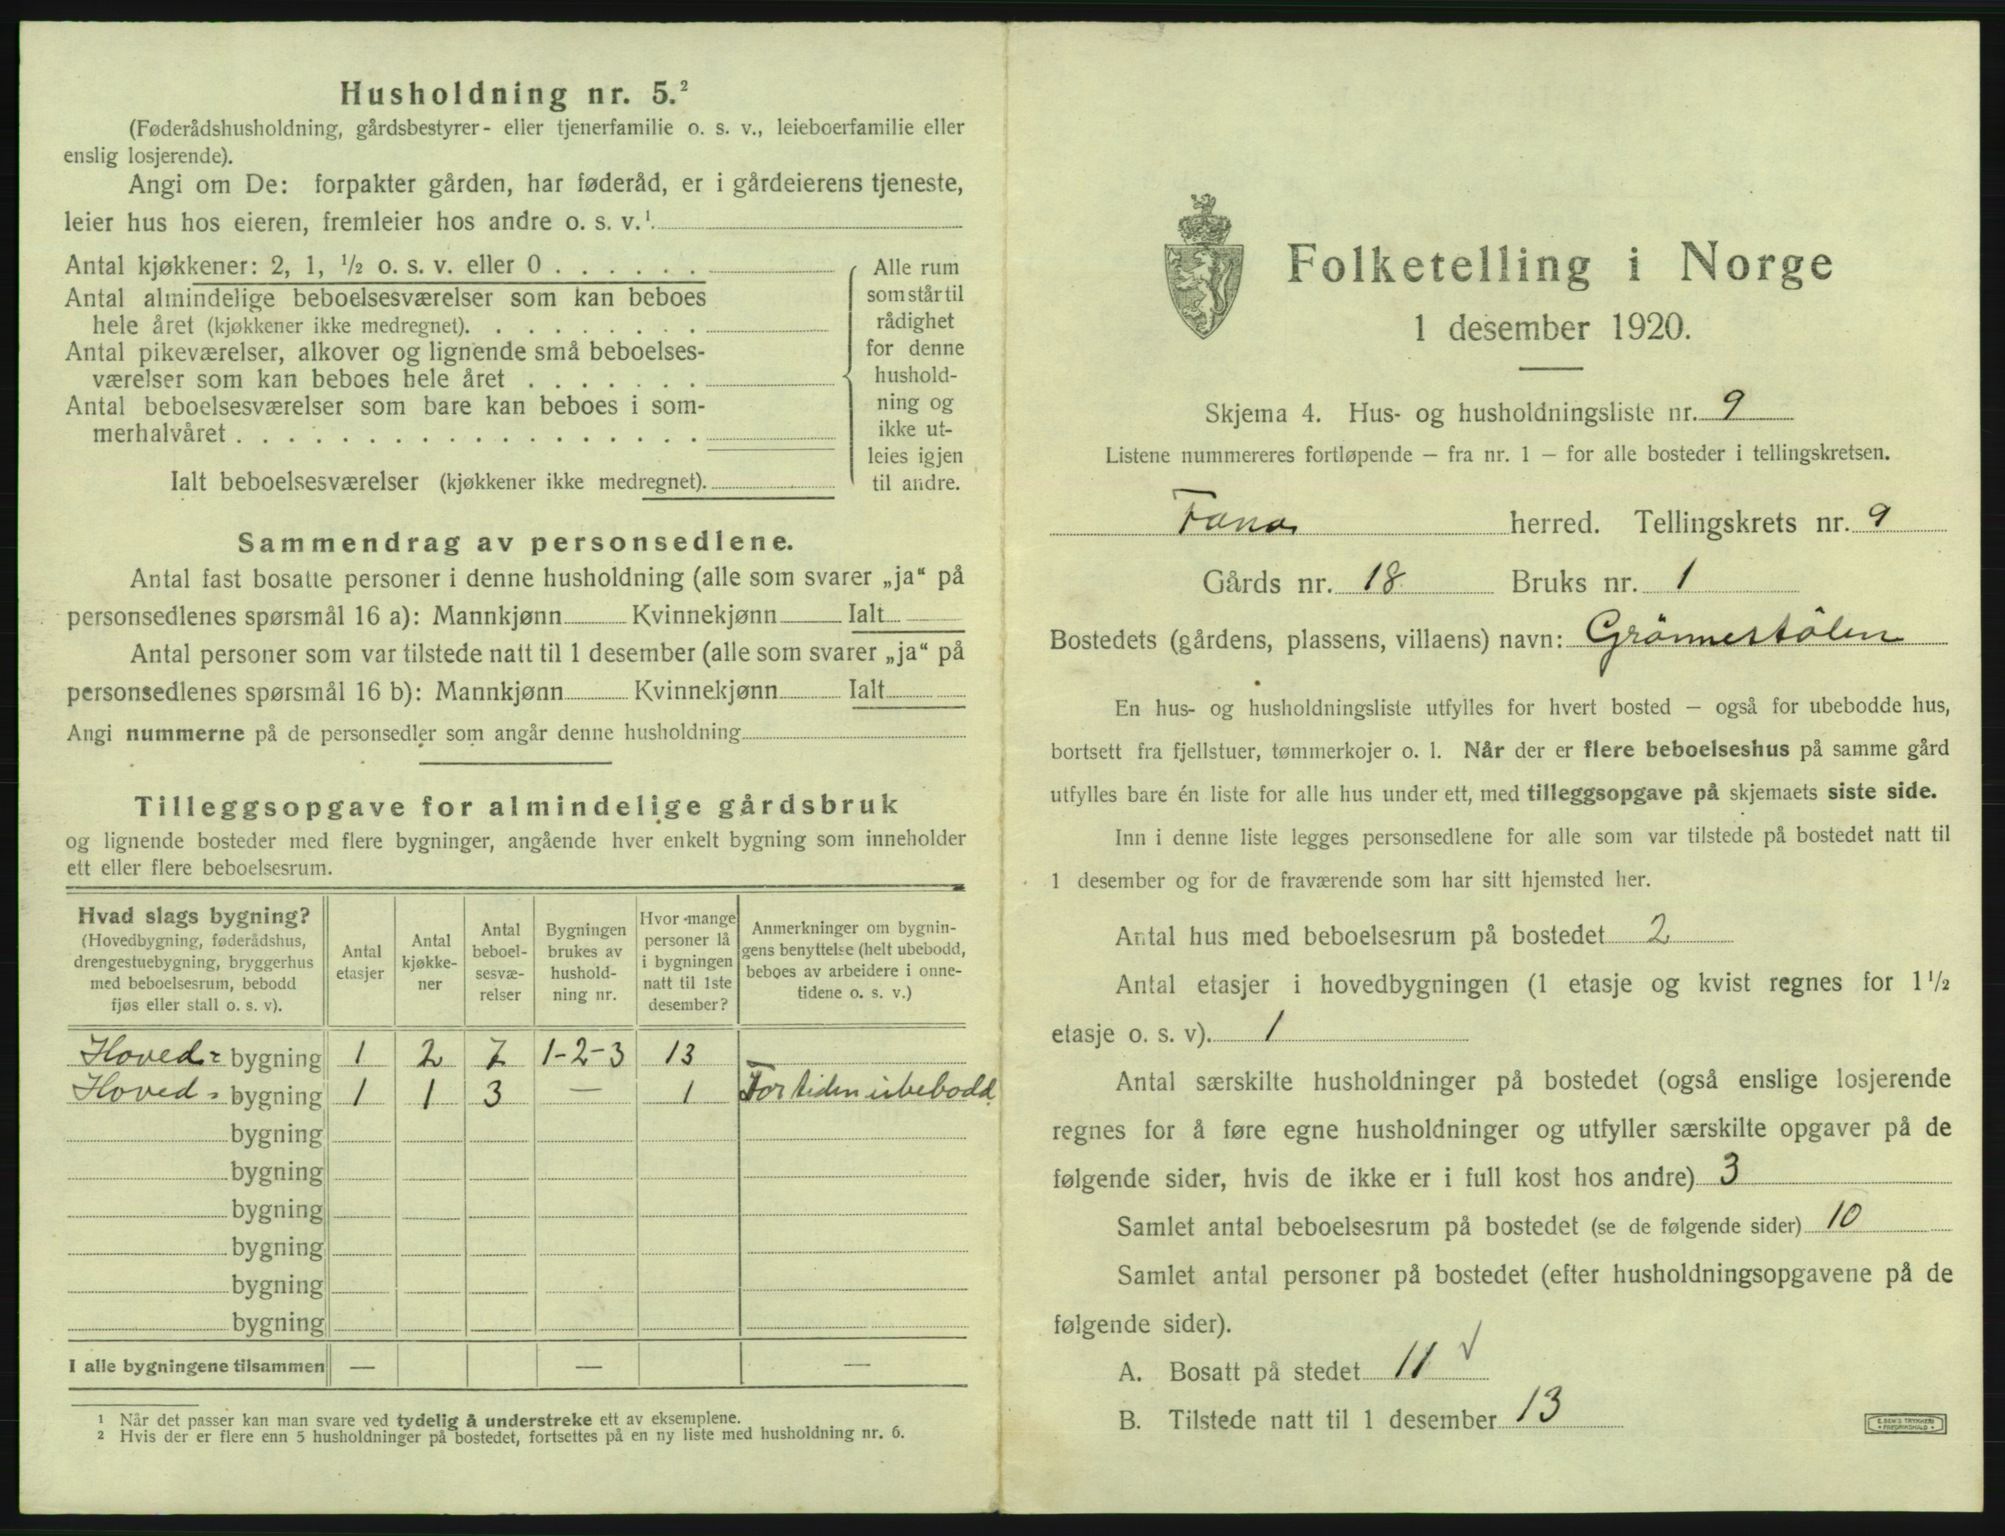 Husholdning nr. 5.²
(Føderådshusholdning, gårdsbestyrer- eller tjenerfamilie o. s. v., leieboerfamilie eller
enslig losjerende).
Angi om De: forpakter gården, har føderåd, er i gårdeierens tjeneste,
leier hus hos eieren, fremleier hos andre o. s. v.¹
Antal kjøkkener: 2, 1, ½ o. s. v. eller 0 . . . . . .
Antal almindelige beboelsesværelser som kan beboes
hele året (kjøkkener ikke medregnet). . . . . . . . .
Antal pikeværelser, alkover og lignende små beboelses-
værelser som kan beboes hele året . . . . . . .
Antal beboelsesværelser som bare kan beboes i som-
merhalvåret . . . . . . . . . . . . . . . . . .
Ialt beboelsesværelser (kjøkkener ikke medregnet).
Alle rum
som står til
rådighet
for denne
hushold-
ning og
ikke ut-
leies igjen
til andre.
Sammendrag av personsedlene.
Antal fast bosatte personer i denne husholdning (alle som svarer „ja“ på
personsedlenes spørsmål 16 a): Mannkjønn Kvinnekjønn Ialt
Antal personer som var tilstede natt til 1 desember (alle som svarer „ja“ på
personsedlenes spørsmål 16 b): Mannkjønn Kvinnekjønn Ialt
Angi nummerne på de personsedler som angår denne husholdning
Tilleggsopgave for almindelige gårdsbruk
og lignende bosteder med flere bygninger, angående hver enkelt bygning som inneholder
ett eller flere beboelsesrum.
Hvad slags bygning?
(Hovedbygning, føderådshus,
drengestuebygning, bryggerhus
med beboelsesrum, bebodd
fjøs eller stall o. s. v).
Antal
etasjer
Antal
kjøkke-
ner
Antal
beboel-
sesvæ-
relser
Bygningen
brukes av
hushold-
ning nr.
Hvor mange
personer lå
i bygningen
natt til 1ste
desember?
Anmerkninger om bygnin-
gens benyttelse (helt ubebodd,
beboes av arbeidere i onne-
tidene o. s. v.)
Hoved= bygning 1 2 7 1-2-3 13
Hoved= bygning 1 1 3 — 1 For tiden ubebodd.
bygning
bygning
bygning
bygning
bygning
bygning
I alle bygningene tilsammen — — —
¹ Når det passer kan man svare ved tydelig å understreke ett av eksemplene.
² Hvis der er flere enn 5 husholdninger på bostedet, fortsettes på en ny liste med husholdning nr. 6.
Folketelling i Norge
1 desember 1920.
Skjema 4. Hus- og husholdningsliste nr. 9
Listene nummereres fortløpende – fra nr. 1 – for alle bosteder i tellingskretsen.
Fana herred. Tellingskrets nr. 9
Gårds nr. 18 Bruks nr. 1
Bostedets (gårdens, plassens, villaens) navn: Grönnestölen
En hus- og husholdningsliste utfylles for hvert bosted – også for ubebodde hus,
bortsett fra fjellstuer, tømmerkojer o. l. Når der er flere beboelseshus på samme gård
utfylles bare én liste for alle hus under ett, med tilleggsopgave på skjemaets siste side.
Inn i denne liste legges personsedlene for alle som var tilstede på bostedet natt til
1 desember og for de fraværende som har sitt hjemsted her.
Antal hus med beboelsesrum på bostedet 2
Antal etasjer i hovedbygningen (1 etasje og kvist regnes for 1½
etasje o. s. v). 1
Antal særskilte husholdninger på bostedet (også enslige losjerende
regnes for å føre egne husholdninger og utfyller særskilte opgaver på de
følgende sider, hvis de ikke er i full kost hos andre) 3
Samlet antal beboelsesrum på bostedet (se de følgende sider) 10
Samlet antal personer på bostedet (efter husholdningsopgavene på de
følgende sider).
A. Bosatt på stedet 11 √
B. Tilstede natt til 1 desember 13
E. SEM'S TRYKKERI
• FREDRIKSHALD •